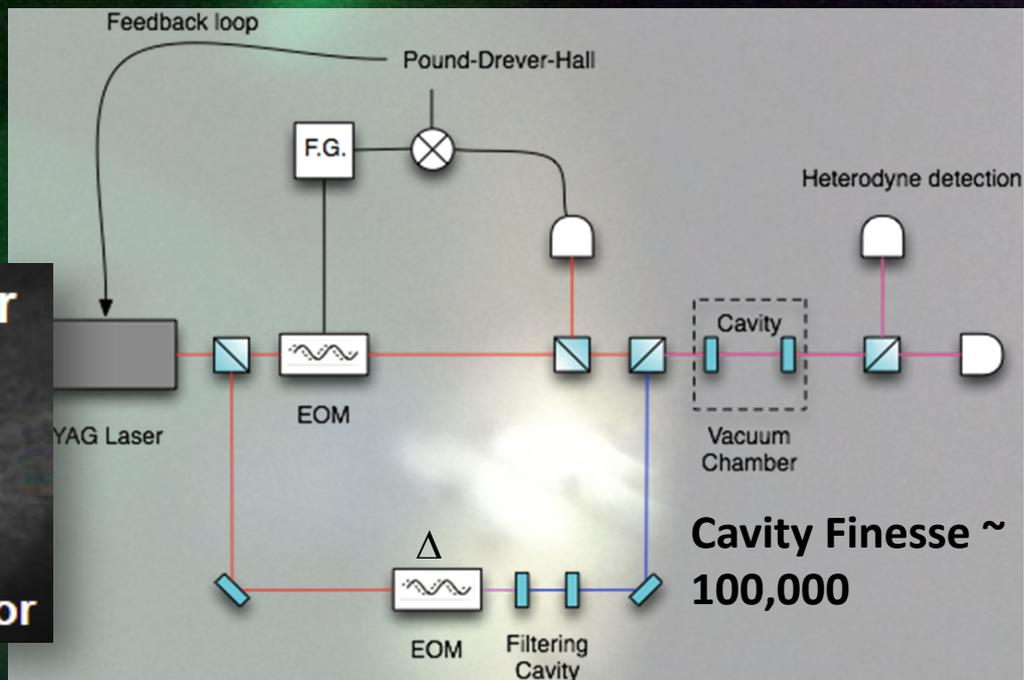 Feedback loop
Pound-Drever-Hall
F.G.
Heterodyne detection
Cavity
EOM
YAG Laser
Vacuum
Chamber
Δ
Cavity Finesse ~
100,000
or
EOM
Filtering
Cavity